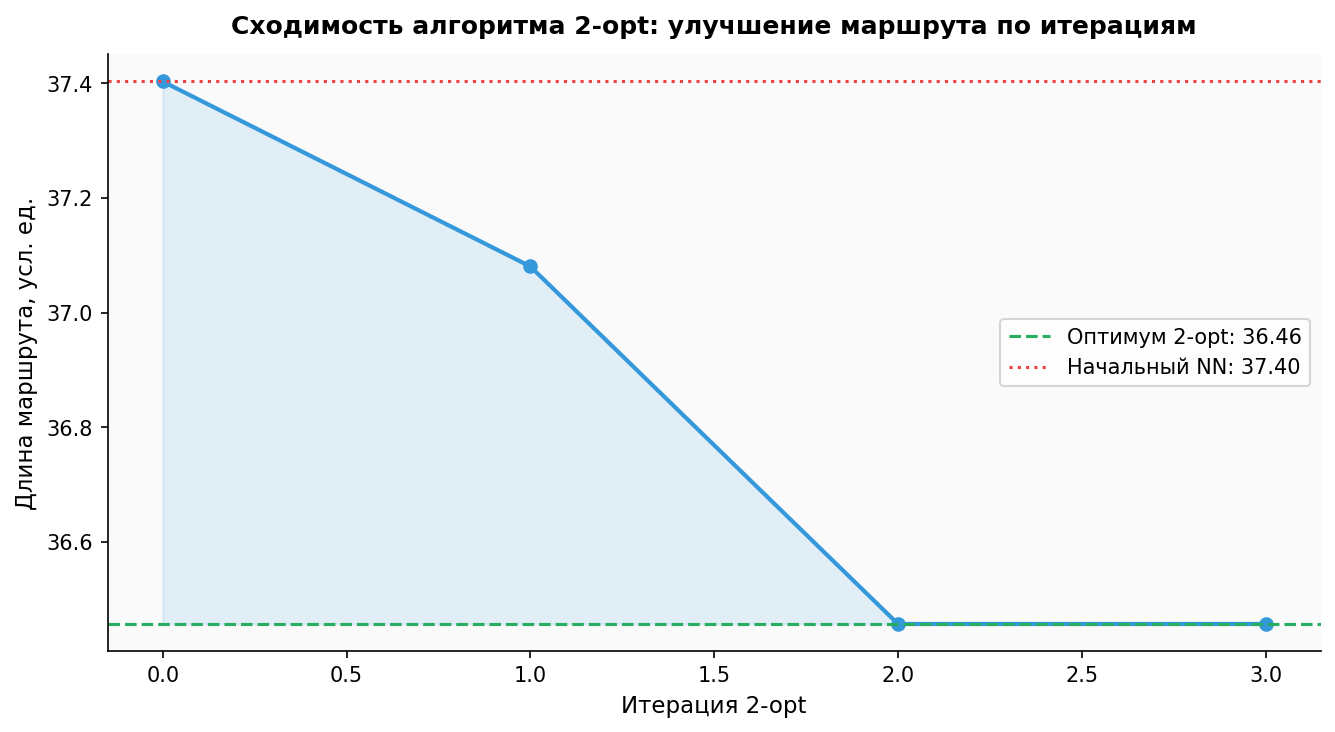 Сходимость алгоритма 2-opt: улучшение маршрута по итерациям
Длина маршрута, усл. ед.
37.4
37.2
37.0
36.8
36.6
Оптимум 2-opt: 36.46
Начальный NN: 37.40
0.0 0.5 1.0 1.5 2.0 2.5 3.0
Итерация 2-opt